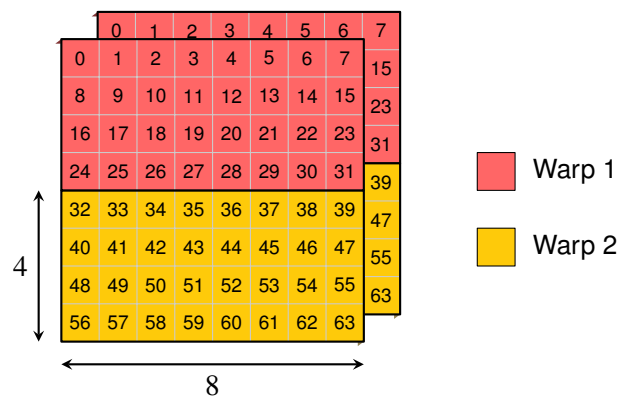 0 1 2 3 4 5 6 7
0 1 2 3 4 5 6 7
15
8 9 10 11 12 13 14 15
23
16 17 18 19 20 21 22 23
31
24 25 26 27 28 29 30 31
Warp 1
39
32 33 34 35 36 37 38 39
47
40 41 42 43 44 45 46 47
Warp 2
4
55
48 49 50 51 52 53 54 55
63
56 57 58 59 60 61 62 63
8